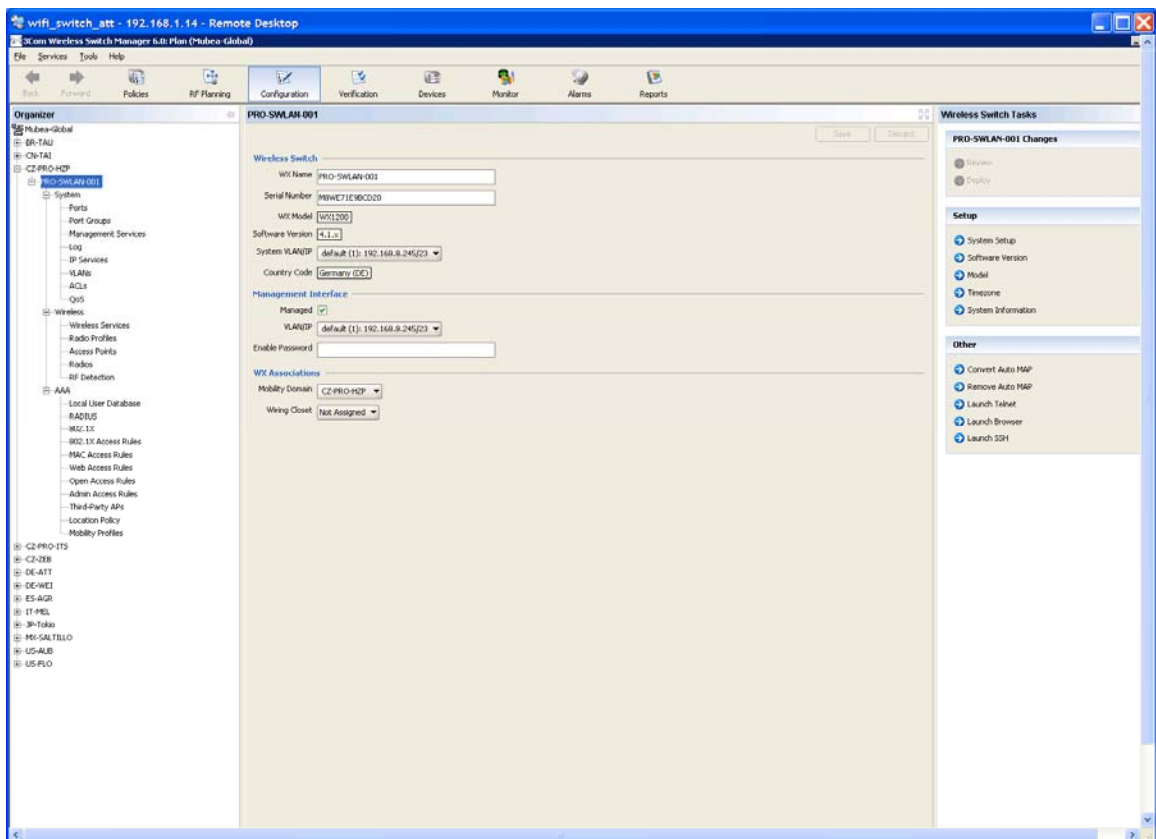 wifi_switch_att - 192.168.1.14 - Remote Desktop
3Com Wireless Switch Manager 6.0: Plan (Mubea-Global)
File Services Tools Help
Back Forward Policies RF Planning Configuration Verification Devices Monitor Alarms Reports
Organizer
Mubea-Global
BR-TAU
CN-TAI
CZ-PRO-HZP
PRO-SWLAN-001
System
Ports
Port Groups
Management Services
Log
IP Services
VLANs
ACLs
QoS
Wireless
Wireless Services
Radio Profiles
Access Points
Radios
RF Detection
AAA
Local User Database
RADIUS
802.1X
802.1X Access Rules
MAC Access Rules
Web Access Rules
Open Access Rules
Admin Access Rules
Third-Party APs
Location Policy
Mobility Profiles
CZ-PRO-ITS
CZ-ZEB
DE-ATT
DE-WEI
ES-AGR
IT-MEL
JP-Tokio
MX-SALTILLO
US-AUB
US-FLO
PRO-SWLAN-001
Save Discard
Wireless Switch
WX Name PRO-SWLAN-001
Serial Number M8WE71E9BCD20
WX Model WX1200
Software Version 4.1.x
System VLAN/IP default (1): 192.168.8.245/23
Country Code Germany (DE)
Management Interface
Managed
VLAN/IP default (1): 192.168.8.245/23
Enable Password
WX Associations
Mobility Domain CZ-PRO-HZP
Wiring Closet Not Assigned
Wireless Switch Tasks
PRO-SWLAN-001 Changes
Review
Deploy
Setup
System Setup
Software Version
Model
Timezone
System Information
Other
Convert Auto MAP
Remove Auto MAP
Launch Telnet
Launch Browser
Launch SSH